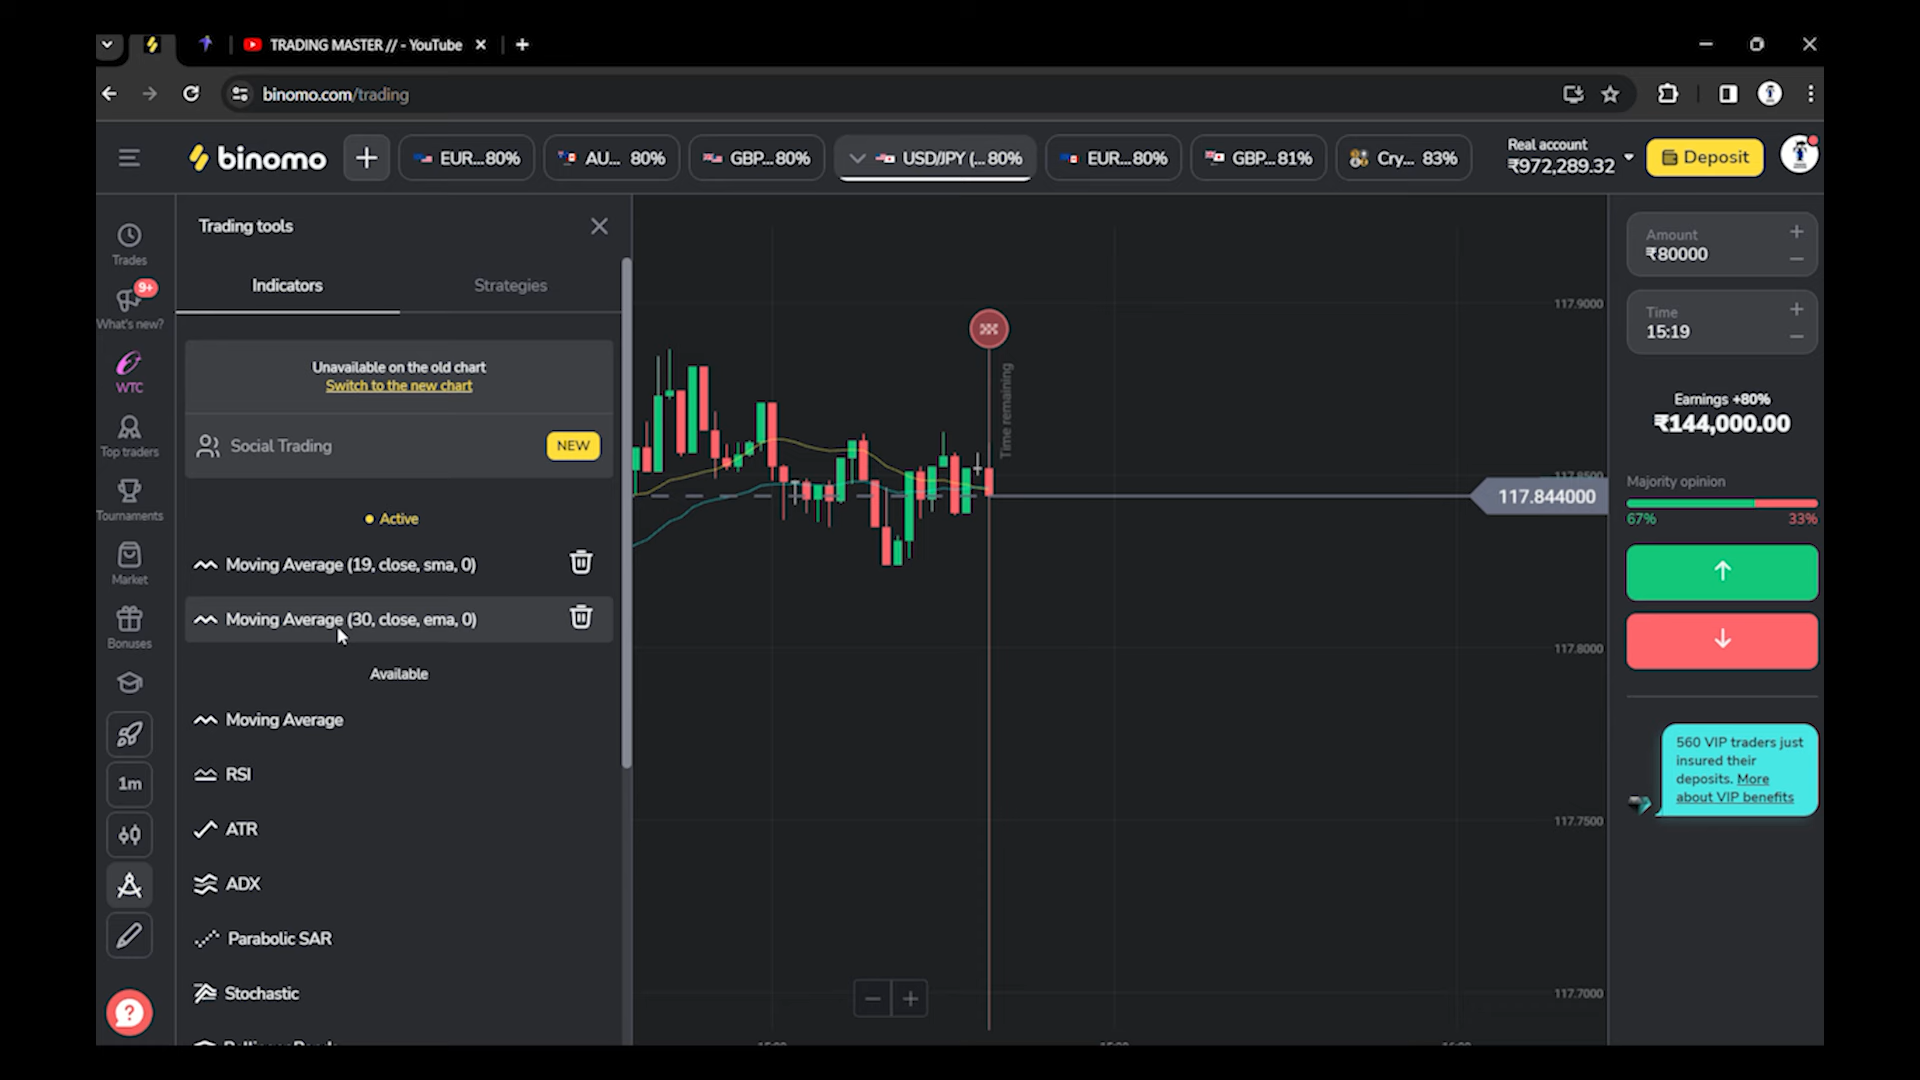 TRADING MASTER // - YouTube
binomo.com/trading
binomo
EUR...80%
AU... 80%
GBP...80%
USD/JPY (... 80%
EUR...80%
GBP...81%
Cry... 83%
Real account
₹972,289.32
Deposit
Trades
9+
What's new?
WTC
Top traders
Tournaments
Market
Bonuses
1m
Trading tools
Indicators
Strategies
Unavailable on the old chart
Switch to the new chart
Social Trading
NEW
Active
Moving Average (19, close, sma, 0)
Moving Average (30, close, ema, 0)
Available
Moving Average
RSI
ATR
ADX
Parabolic SAR
Stochastic
Time remaining
117.9000
117.8500
117.844000
117.8000
117.7500
117.7000
Amount
₹80000
Time
15:19
Earnings +80%
₹144,000.00
Majority opinion
67%
33%
560 VIP traders just
insured their
deposits. More
about VIP benefits